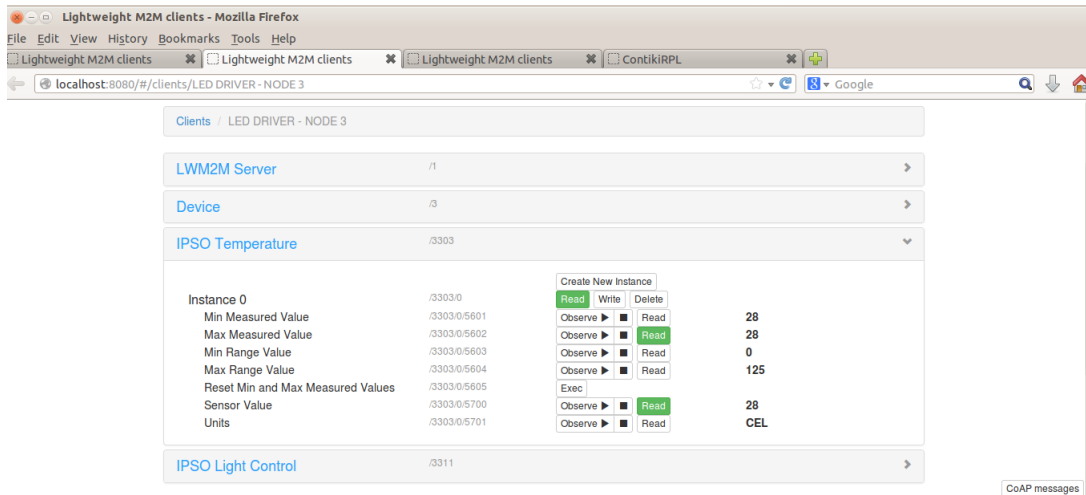 Lightweight M2M clients - Mozilla Firefox
File Edit View History Bookmarks Tools Help
Lightweight M2M clients Lightweight M2M clients Lightweight M2M clients ContikiRPL
localhost:8080/#/clients/LED DRIVER - NODE 3 Google
Clients / LED DRIVER - NODE 3
LWM2M Server /1
Device /3
IPSO Temperature /3303
Create New Instance
Instance 0 /3303/0 Read Write Delete
Min Measured Value /3303/0/5601 Observe Read 28
Max Measured Value /3303/0/5602 Observe Read 28
Min Range Value /3303/0/5603 Observe Read 0
Max Range Value /3303/0/5604 Observe Read 125
Reset Min and Max Measured Values /3303/0/5605 Exec
Sensor Value /3303/0/5700 Observe Read 28
Units /3303/0/5701 Observe Read CEL
IPSO Light Control /3311
CoAP messages